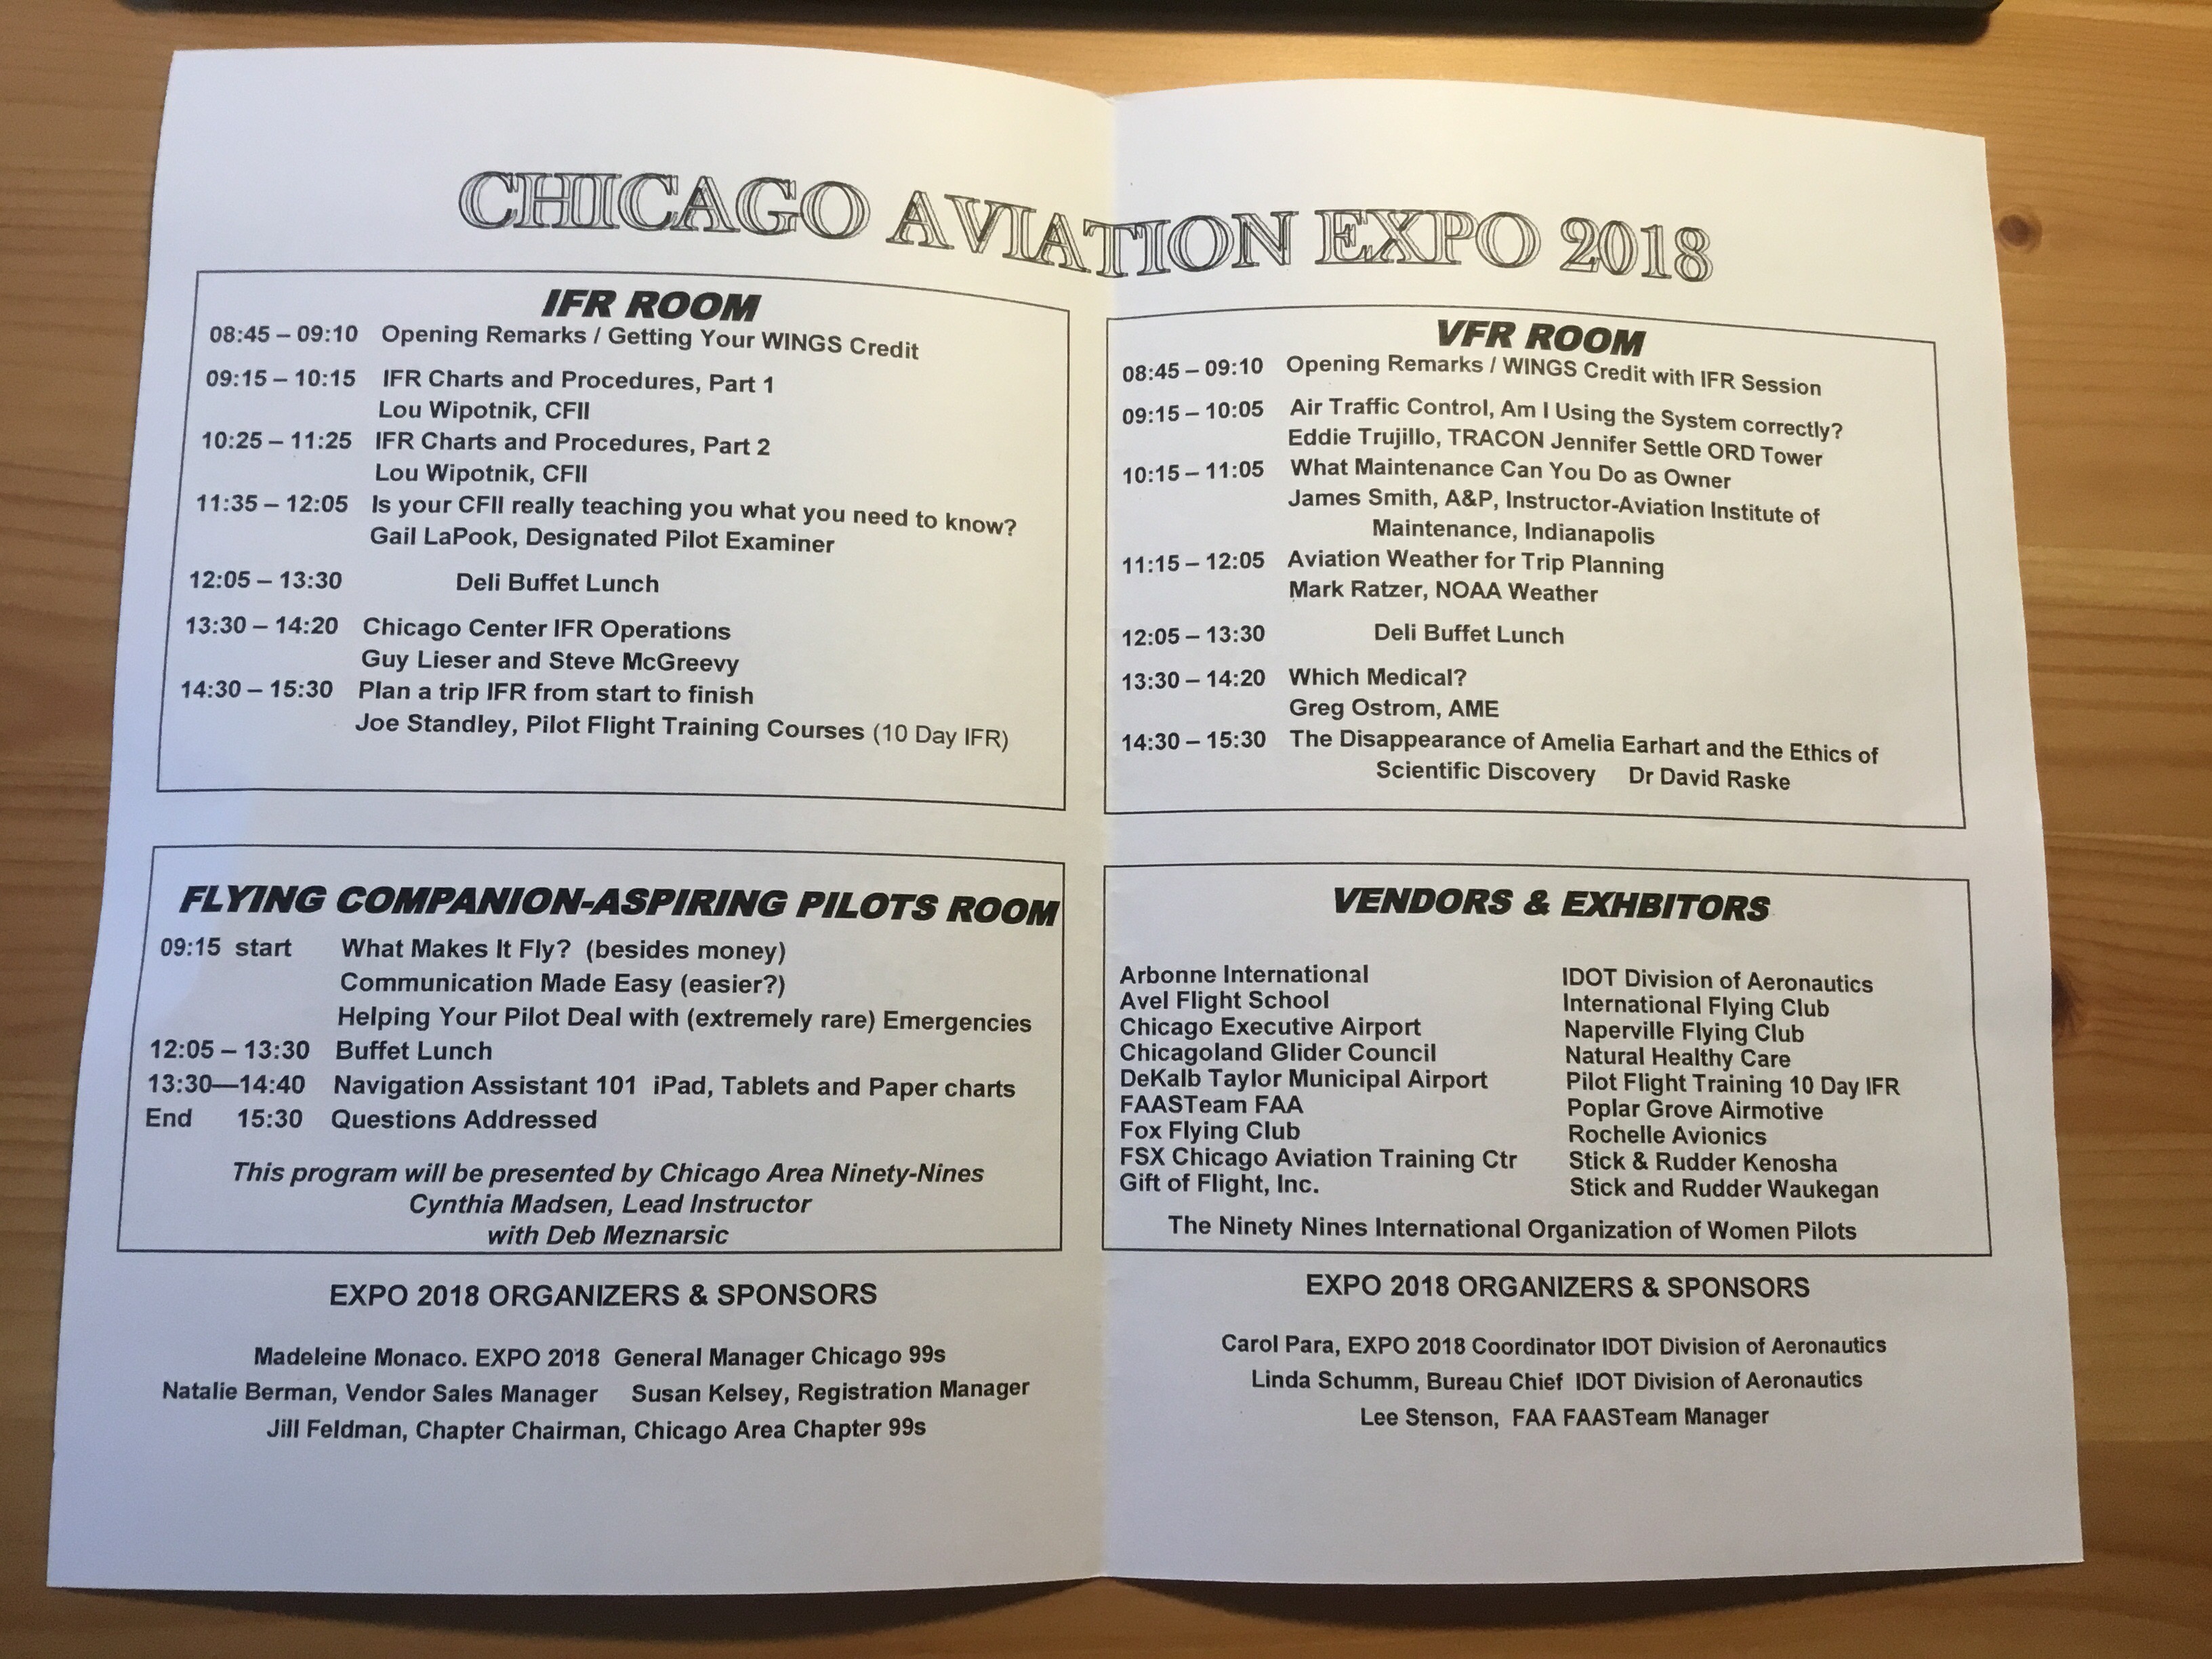 CHICAGO AVIATION EXPO 2018
IFR ROOM
08:45 – 09:10 Opening Remarks / Getting Your WINGS Credit
09:15 – 10:15 IFR Charts and Procedures, Part 1
Lou Wipotnik, CFII
10:25 – 11:25 IFR Charts and Procedures, Part 2
Lou Wipotnik, CFII
11:35 – 12:05 Is your CFII really teaching you what you need to know?
Gail LaPook, Designated Pilot Examiner
12:05 – 13:30 Deli Buffet Lunch
13:30 – 14:20 Chicago Center IFR Operations
Guy Lieser and Steve McGreevy
14:30 – 15:30 Plan a trip IFR from start to finish
Joe Standley, Pilot Flight Training Courses (10 Day IFR)
VFR ROOM
08:45 – 09:10 Opening Remarks / WINGS Credit with IFR Session
09:15 – 10:05 Air Traffic Control, Am I Using the System correctly?
Eddie Trujillo, TRACON Jennifer Settle ORD Tower
10:15 – 11:05 What Maintenance Can You Do as Owner
James Smith, A&P, Instructor-Aviation Institute of
Maintenance, Indianapolis
11:15 – 12:05 Aviation Weather for Trip Planning
Mark Ratzer, NOAA Weather
12:05 – 13:30 Deli Buffet Lunch
13:30 – 14:20 Which Medical?
Greg Ostrom, AME
14:30 – 15:30 The Disappearance of Amelia Earhart and the Ethics of
Scientific Discovery Dr David Raske
FLYING COMPANION-ASPIRING PILOTS ROOM
09:15 start What Makes It Fly? (besides money)
Communication Made Easy (easier?)
Helping Your Pilot Deal with (extremely rare) Emergencies
12:05 – 13:30 Buffet Lunch
13:30—14:40 Navigation Assistant 101 iPad, Tablets and Paper charts
End 15:30 Questions Addressed
This program will be presented by Chicago Area Ninety-Nines
Cynthia Madsen, Lead Instructor
with Deb Meznarsic
VENDORS & EXHBITORS
Arbonne International
Avel Flight School
Chicago Executive Airport
Chicagoland Glider Council
DeKalb Taylor Municipal Airport
FAASTeam FAA
Fox Flying Club
FSX Chicago Aviation Training Ctr
Gift of Flight, Inc.
IDOT Division of Aeronautics
International Flying Club
Naperville Flying Club
Natural Healthy Care
Pilot Flight Training 10 Day IFR
Poplar Grove Airmotive
Rochelle Avionics
Stick & Rudder Kenosha
Stick and Rudder Waukegan
The Ninety Nines International Organization of Women Pilots
EXPO 2018 ORGANIZERS & SPONSORS
Madeleine Monaco. EXPO 2018 General Manager Chicago 99s
Natalie Berman, Vendor Sales Manager Susan Kelsey, Registration Manager
Jill Feldman, Chapter Chairman, Chicago Area Chapter 99s
EXPO 2018 ORGANIZERS & SPONSORS
Carol Para, EXPO 2018 Coordinator IDOT Division of Aeronautics
Linda Schumm, Bureau Chief IDOT Division of Aeronautics
Lee Stenson, FAA FAASTeam Manager